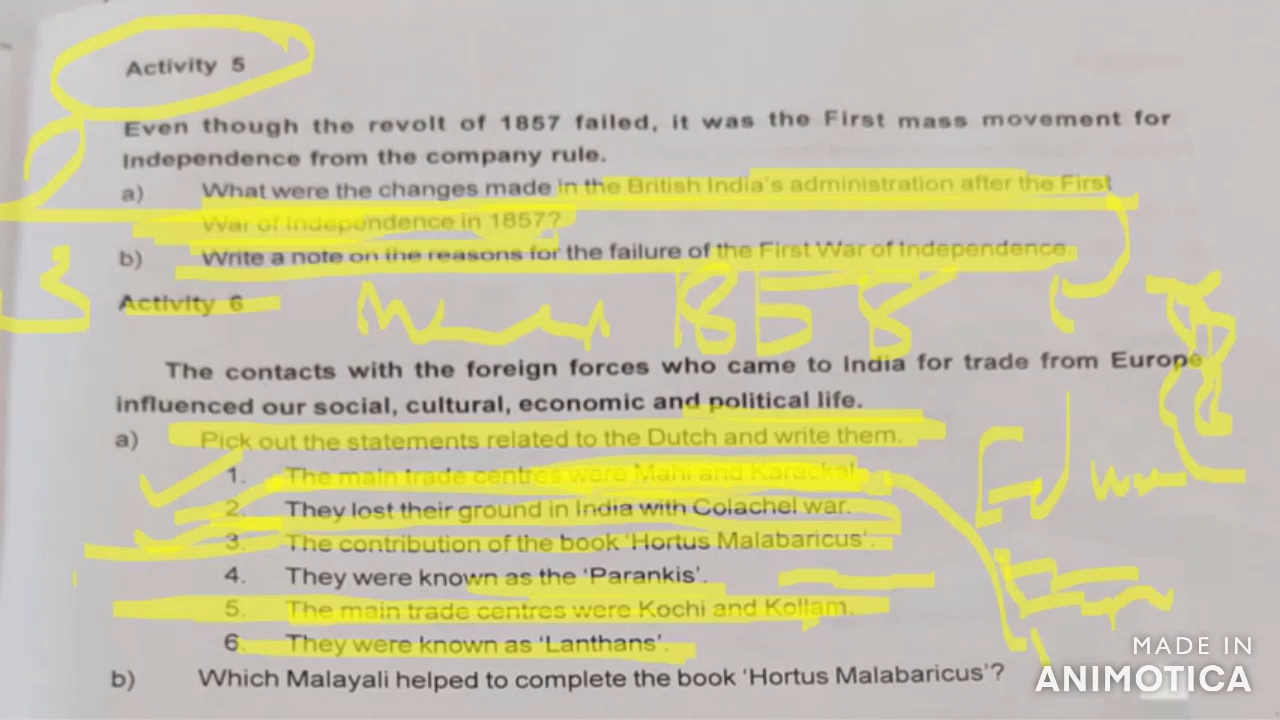 Activity 5
Even though the revolt of 1857 failed, it was the First mass movement for
Independence from the company rule.
a) What were the changes made in the British India's administration after the First
War of Independence in 1857?
b) Write a note on the reasons for the failure of the First War of Independence.
Activity 6
1858
The contacts with the foreign forces who came to India for trade from Europe
influenced our social, cultural, economic and political life.
a) Pick out the statements related to the Dutch and write them.
1. The main trade centres were Mahi and Karackal
2. They lost their ground in India with Colachel war.
3. The contribution of the book 'Hortus Malabaricus'.
4. They were known as the 'Parankis'.
5. The main trade centres were Kochi and Kollam.
6. They were known as 'Lanthans'.
b) Which Malayali helped to complete the book 'Hortus Malabaricus'?
MADE IN
ANIMOTICA